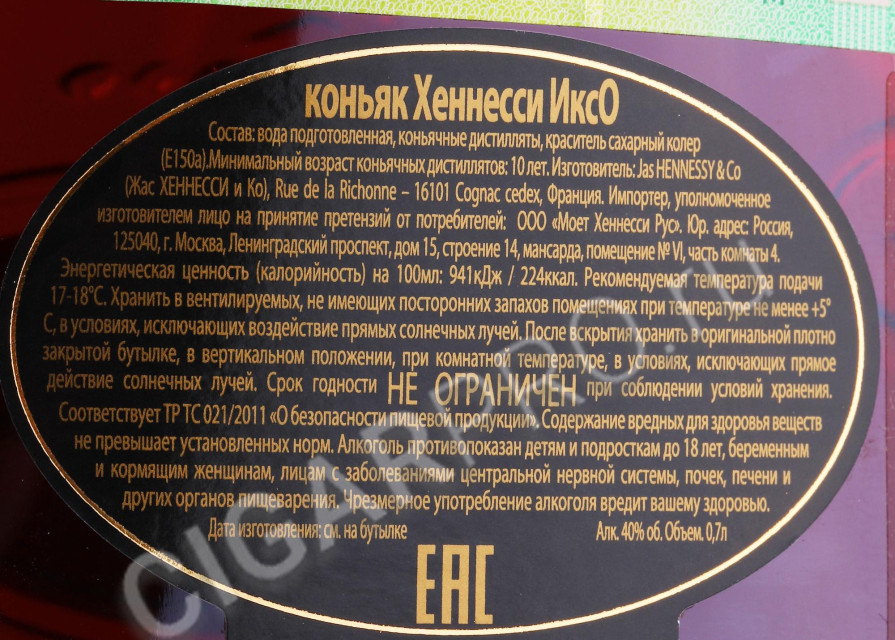 коньяк Хеннесси ИксО
Состав: вода подготовленная, коньячные дистилляты, краситель сахарный колер
(Е150а).Минимальный возраст коньячных дистиллятов: 10 лет. Изготовитель: Jas HENNESSY & Co
(Жас ХЕННЕССИ и Ко), Rue de la Richonne – 16101 Cognac cedex, Франция. Импортер, уполномоченное
изготовителем лицо на принятие претензий от потребителей: ООО «Моет Хеннесси Рус». Юр. адрес: Россия,
125040, г. Москва, Ленинградский проспект, дом 15, строение 14, мансарда, помещение № VI, часть комнаты 4.
Энергетическая ценность (калорийность) на 100мл: 941кДж / 224ккал. Рекомендуемая температура подачи
17-18°С. Хранить в вентилируемых, не имеющих посторонних запахов помещениях при температуре не менее +5°
С, в условиях, исключающих воздействие прямых солнечных лучей. После вскрытия хранить в оригинальной плотно
закрытой бутылке, в вертикальном положении, при комнатной температуре, в условиях, исключающих прямое
действие солнечных лучей. Срок годности НЕ ОГРАНИЧЕН при соблюдении условий хранения.
Соответствует ТР ТС 021/2011 «О безопасности пищевой продукции». Содержание вредных для здоровья веществ
не превышает установленных норм. Алкоголь противопоказан детям и подросткам до 18 лет, беременным
и кормящим женщинам, лицам с заболеваниями центральной нервной системы, почек, печени и
других органов пищеварения. Чрезмерное употребление алкоголя вредит вашему здоровью.
Дата изготовления: см. на бутылке Алк. 40% об. Объем. 0,7л
ЕАС
CIGARPRO.ru